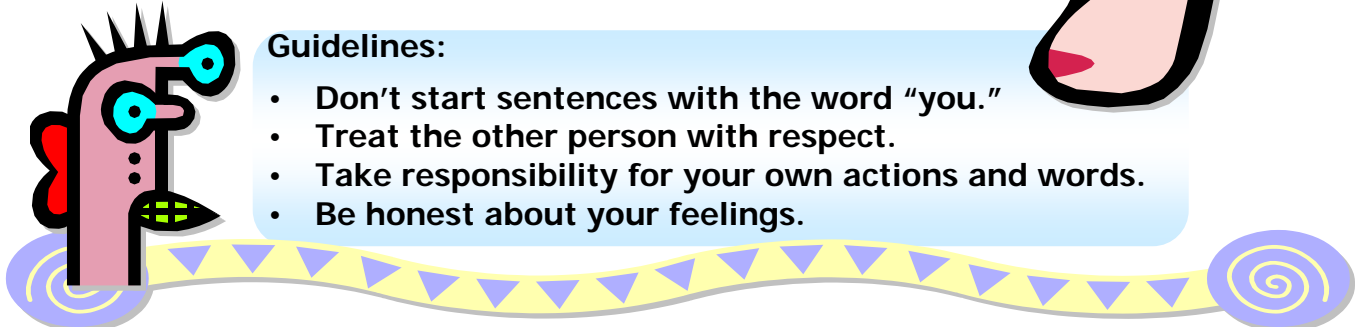 Guidelines:
• Don't start sentences with the word “you.”
• Treat the other person with respect.
• Take responsibility for your own actions and words.
• Be honest about your feelings.